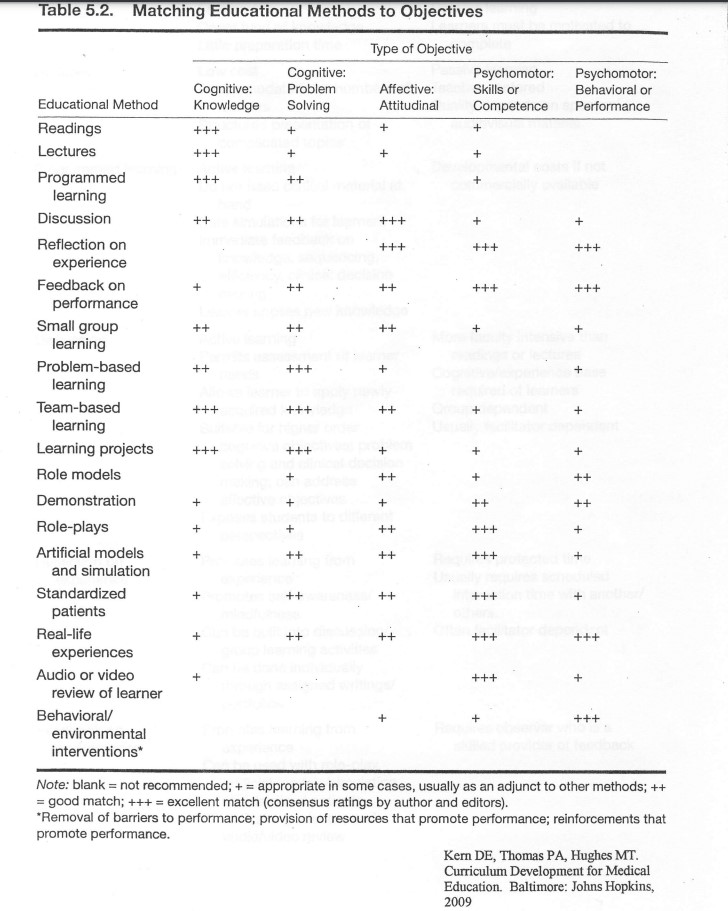 Table 5.2. Matching Educational Methods to Objectives
Type of Objective
Cognitive: Psychomotor: Psychomotor:
Cognitive: Problem Affective: Skills or Behavioral or
Educational Method Knowledge Solving Attitudinal Competence Performance
Readings +++ + + +
Lectures +++ + + +
Programmed +++ ++ +
learning
Discussion ++ ++ +++ + +
Reflection on +++ +++ +++
experience
Feedback on + ++ ++ +++ +++
performance
Small group ++ ++ ++ + +
learning
Problem-based ++ +++ + +
learning
Team-based +++ +++ ++ + +
learning
Learning projects +++ +++ + + +
Role models ++ + ++
Demonstration + + + ++ ++
Role-plays + + ++ +++ +
Artificial models + ++ ++ +++ +
and simulation
Standardized + ++ ++ +++ +
patients
Real-life + ++ ++ +++ +++
experiences
Audio or video + +++ +
review of learner
Behavioral/ + + +++
environmental
interventions*
Note: blank = not recommended; + = appropriate in some cases, usually as an adjunct to other methods; ++
= good match; +++ = excellent match (consensus ratings by author and editors).
*Removal of barriers to performance; provision of resources that promote performance; reinforcements that
promote performance.
Kern DE, Thomas PA, Hughes MT.
Curriculum Development for Medical
Education. Baltimore: Johns Hopkins,
2009